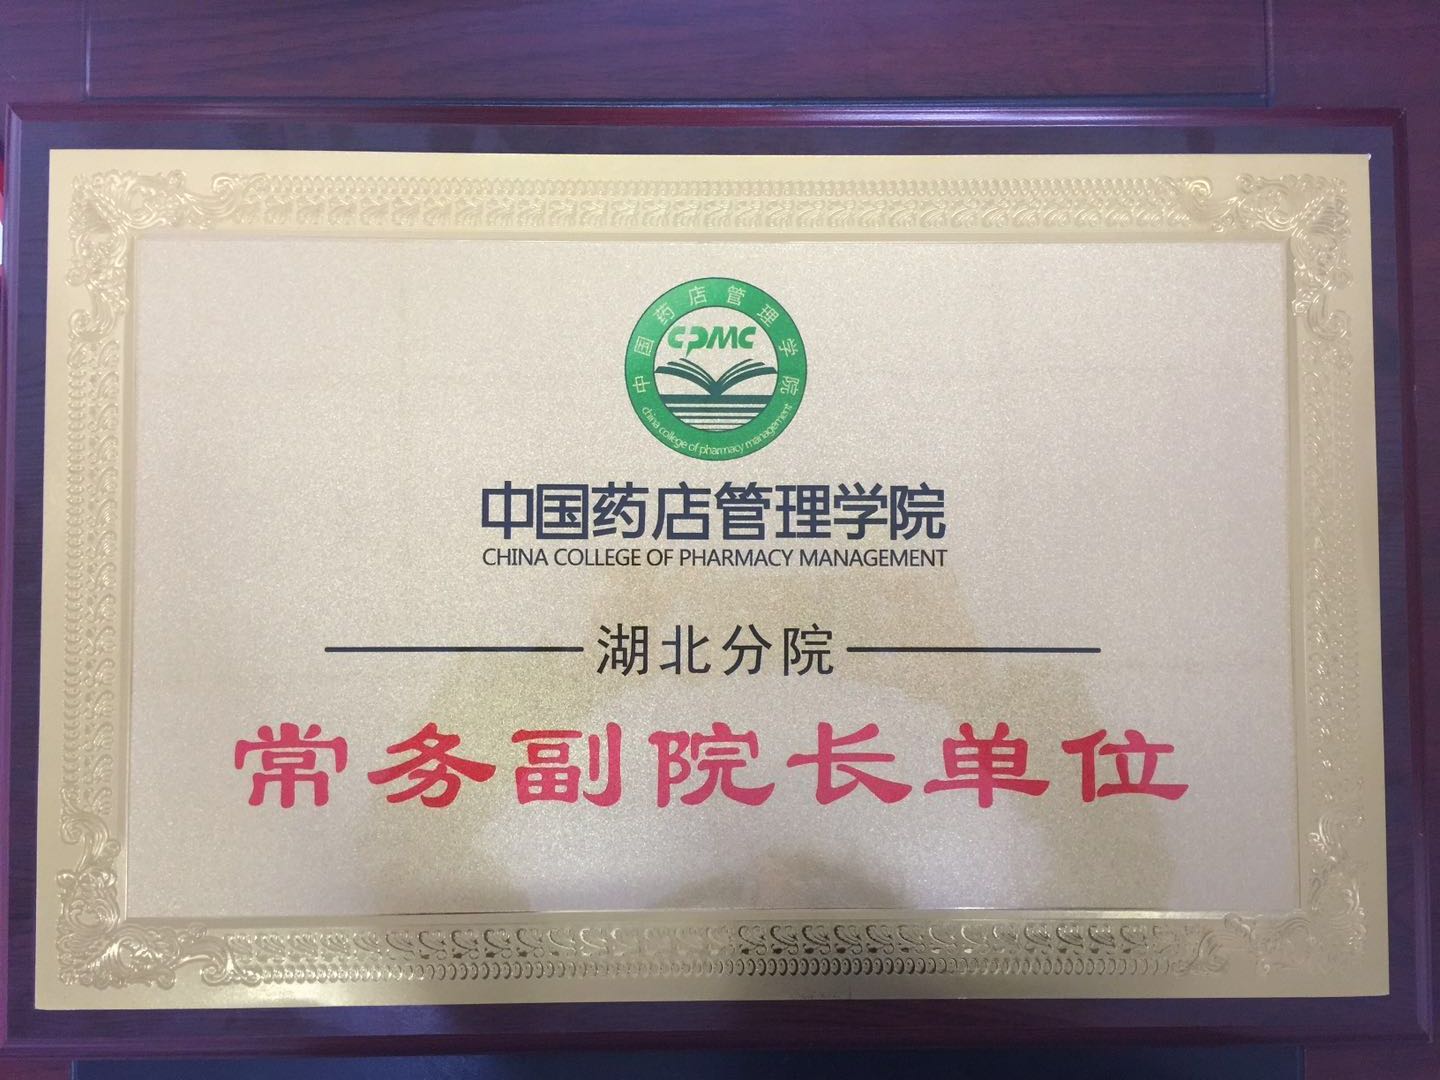 中国药店管理学院
CPMC
china college of pharmacy management
中国药店管理学院
CHINA COLLEGE OF PHARMACY MANAGEMENT
湖北分院
常务副院长单位